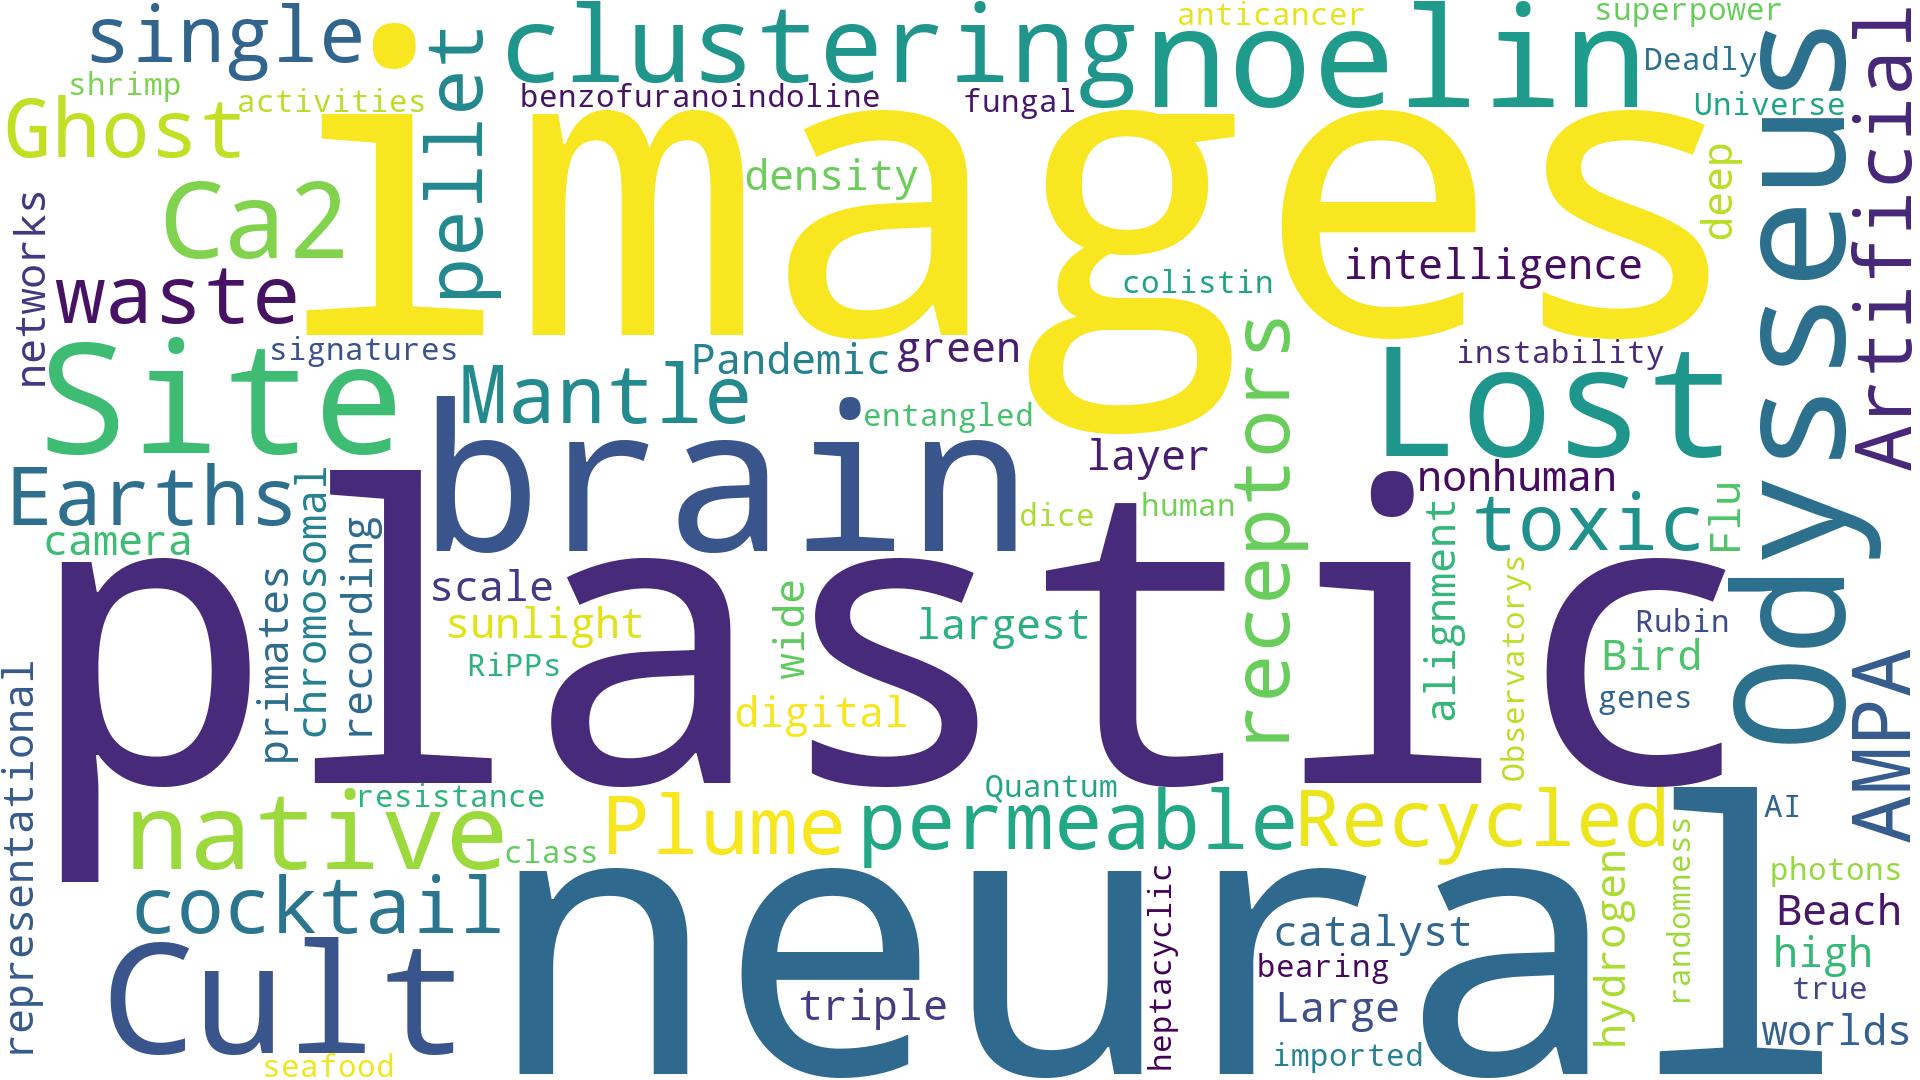 single
clustering
anticancer
superpower
noelin
Deadly
Odysseus
Artificial
shrimp
activities
pellet
benzofuranoindoline
fungal
Universe
Ghost
images
density
deep
Ca2
networks
waste
colistin
intelligence
signatures
Site
Pandemic
green
receptors
Lost
instability
Mantle
brain
entangled
layer
nonhuman
Earths
chromosomal
dice
human
alignment
toxic
Flu
camera
plastic
primates
recording
scale
sunlight
wide
largest
Observatorys
Rubin
Bird
RiPPs
genes
AMPA
representational
digital
resistance
Quantum
native
Plume
permeable
Recycled
AI
class
neural
randomness
photons
cocktail
heptacyclic
hydrogen
Beach
catalyst
high
Cult
bearing
triple
Large
true
worlds
seafood
imported